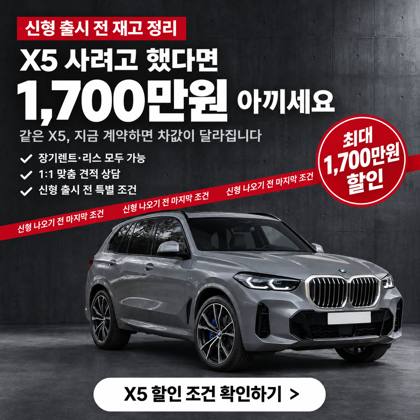 신형 출시 전 재고 정리
X5 사려고 했다면
1,700만원 아끼세요
같은 X5, 지금 계약하면 차값이 달라집니다
장기렌트·리스 모두 가능
1:1 맞춤 견적 상담
신형 출시 전 특별 조건
최대
1,700만원
할인
신형 나오기 전 마지막 조건 신형 나오기 전 마지막 조건 신형 나오기 전 마지막 조건
X5 할인 조건 확인하기 >